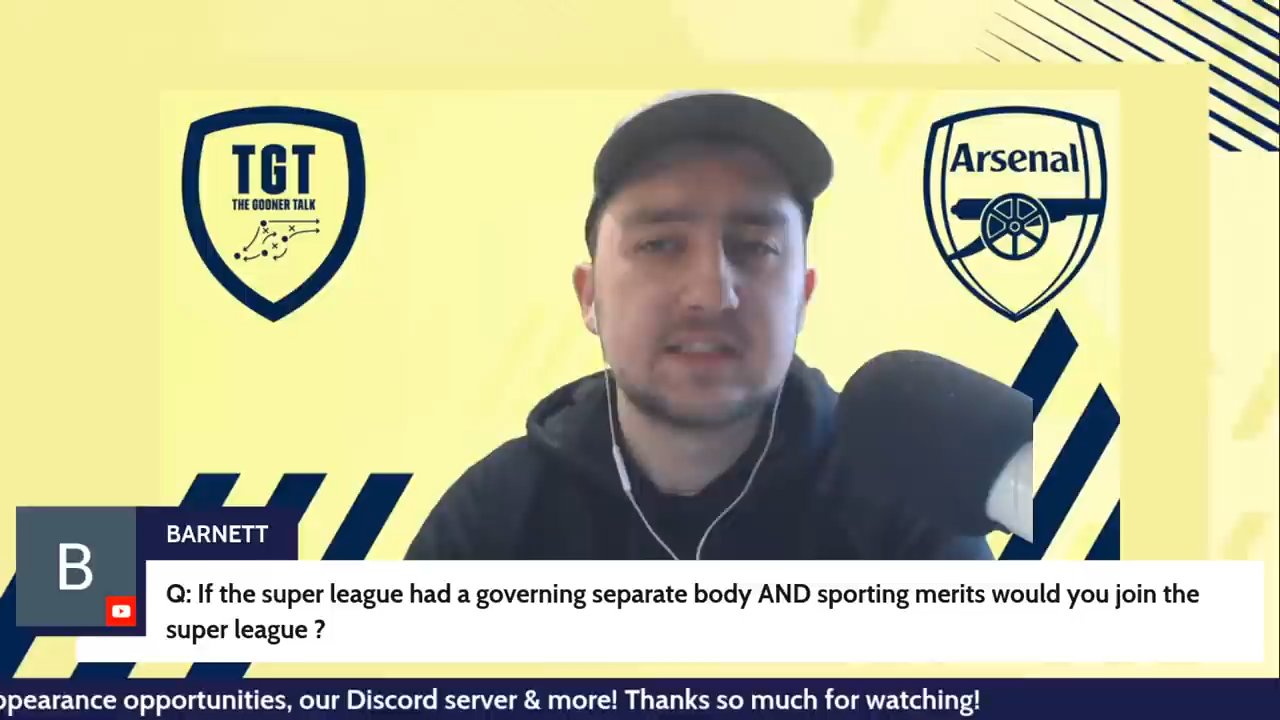 TGT
THE GOONER TALK
Arsenal
B
BARNETT
Q: If the super league had a governing separate body AND sporting merits would you join the
super league ?
appearance opportunities, our Discord server & more! Thanks so much for watching!